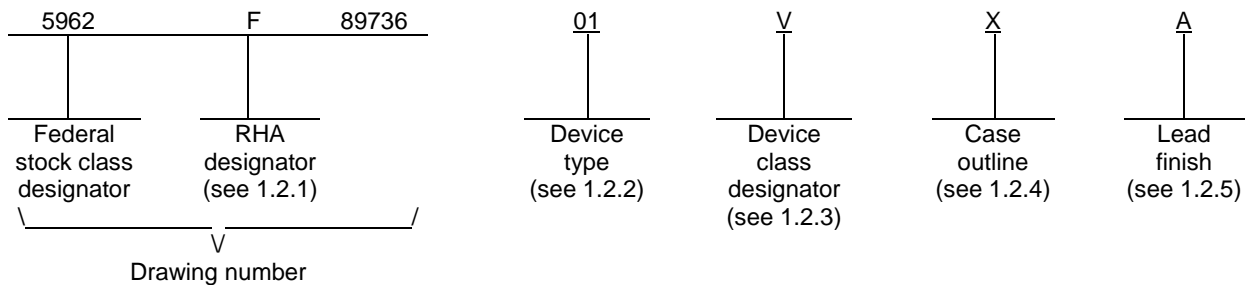 5962 F 89736 01 V X A
Federal RHA Device Device Case Lead
stock class designator type class outline finish
designator (see 1.2.1) (see 1.2.2) designator (see 1.2.4) (see 1.2.5)
(see 1.2.3)
\ /
\/
Drawing number